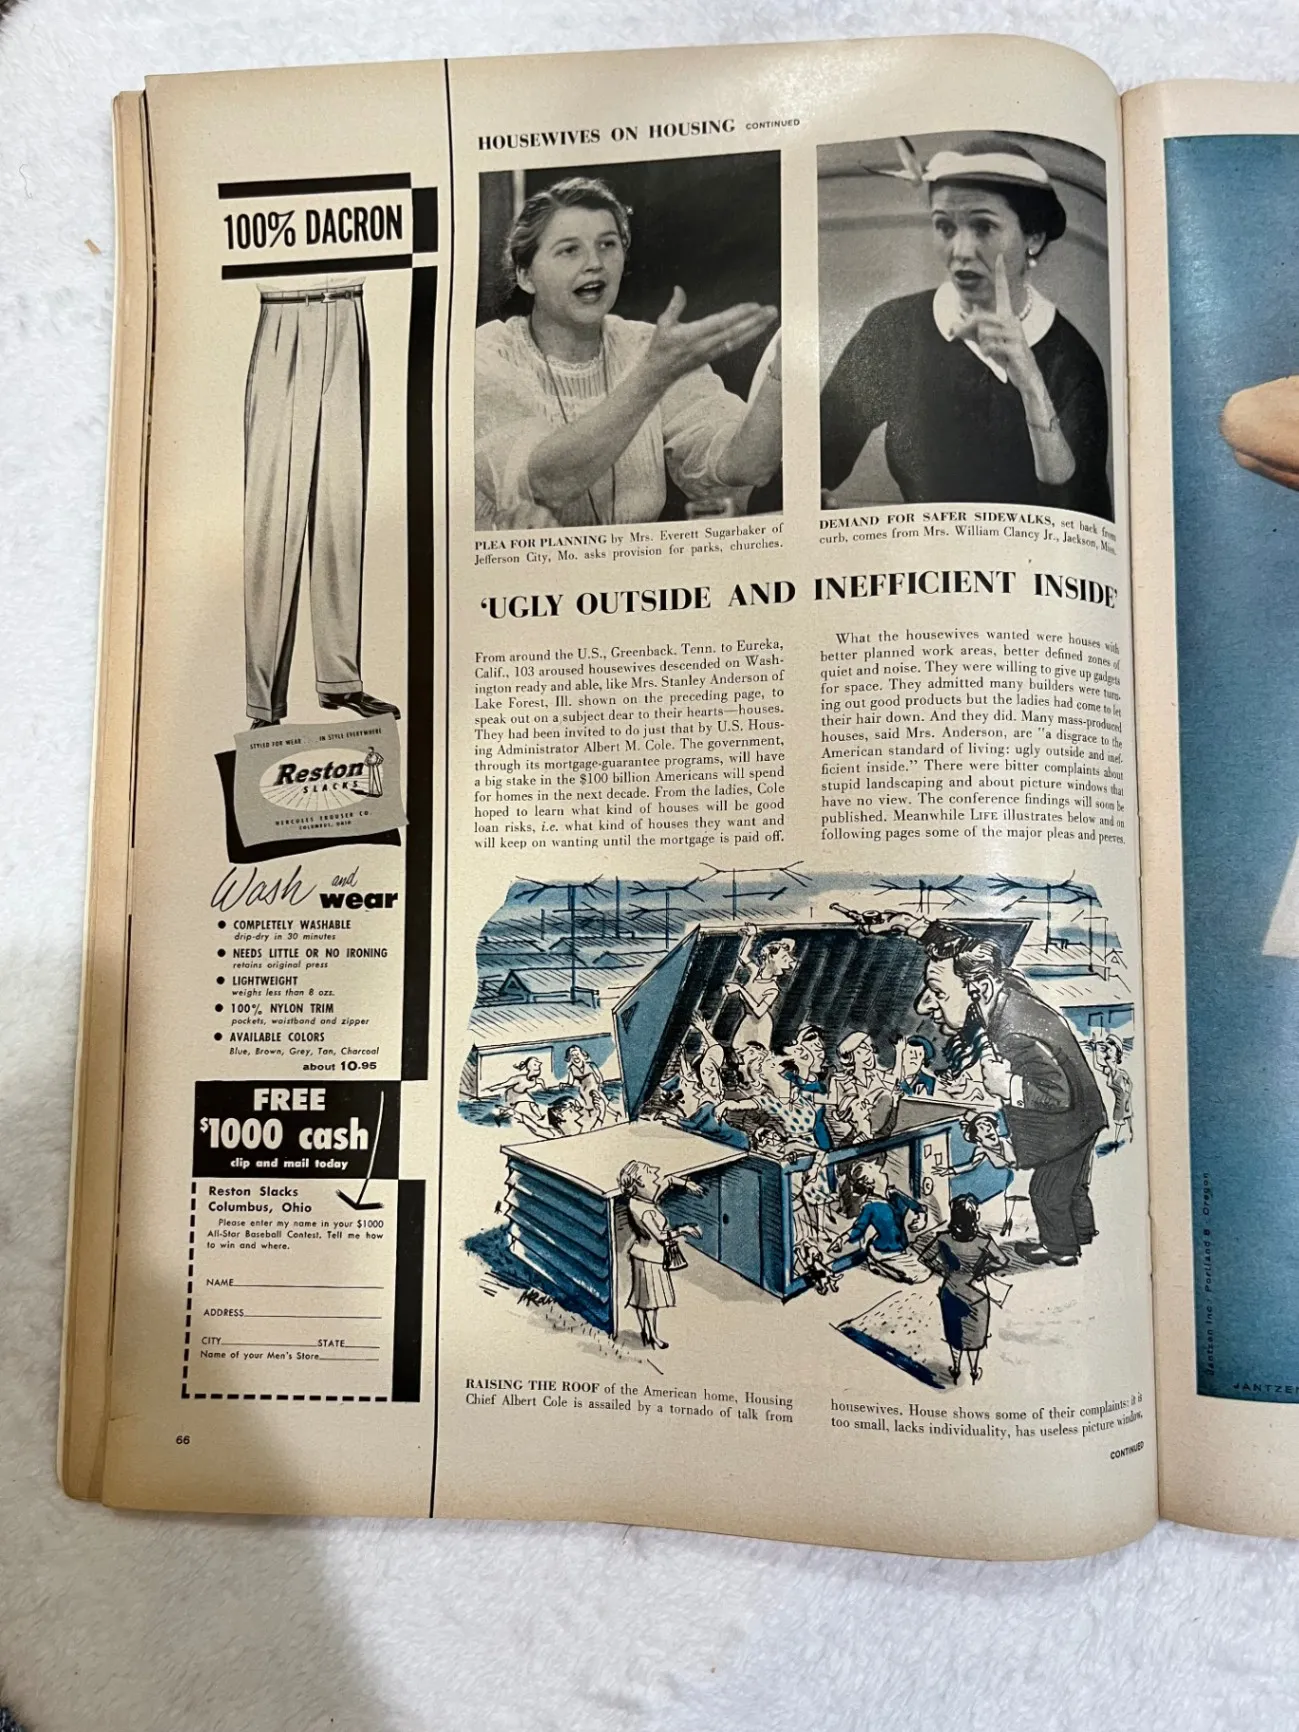 HOUSEWIVES ON HOUSING CONTINUED
100% DACRON
STYLED FOR WEAR . . . IN STYLE EVERYWHERE
Reston
SLACKS
HERCULES TROUSER CO.
COLUMBUS, OHIO
Wash and
wear
● COMPLETELY WASHABLE
drip-dry in 30 minutes
● NEEDS LITTLE OR NO IRONING
retains original press
● LIGHTWEIGHT
weighs less than 8 ozs.
● 100% NYLON TRIM
pockets, waistband and zipper
● AVAILABLE COLORS
Blue, Brown, Grey, Tan, Charcoal
about 10.95
FREE
$1000 cash
clip and mail today
Reston Slacks
Columbus, Ohio
Please enter my name in your $1000
All-Star Baseball Contest. Tell me how
to win and where.
NAME
ADDRESS
CITY STATE
Name of your Men's Store
66
PLEA FOR PLANNING by Mrs. Everett Sugarbaker of
Jefferson City, Mo. asks provision for parks, churches.
DEMAND FOR SAFER SIDEWALKS, set back from
curb, comes from Mrs. William Clancy Jr., Jackson, Miss.
'UGLY OUTSIDE AND INEFFICIENT INSIDE'
From around the U.S., Greenback, Tenn. to Eureka,
Calif., 103 aroused housewives descended on Wash-
ington ready and able, like Mrs. Stanley Anderson of
Lake Forest, Ill. shown on the preceding page, to
speak out on a subject dear to their hearts—houses.
They had been invited to do just that by U.S. Hous-
ing Administrator Albert M. Cole. The government,
through its mortgage-guarantee programs, will have
a big stake in the $100 billion Americans will spend
for homes in the next decade. From the ladies, Cole
hoped to learn what kind of houses will be good
loan risks, i.e. what kind of houses they want and
will keep on wanting until the mortgage is paid off.
What the housewives wanted were houses with
better planned work areas, better defined zones of
quiet and noise. They were willing to give up gadgets
for space. They admitted many builders were turn-
ing out good products but the ladies had come to let
their hair down. And they did. Many mass-produced
houses, said Mrs. Anderson, are "a disgrace to the
American standard of living: ugly outside and inef-
ficient inside." There were bitter complaints about
stupid landscaping and about picture windows that
have no view. The conference findings will soon be
published. Meanwhile LIFE illustrates below and on
following pages some of the major pleas and peeves.
RAISING THE ROOF of the American home, Housing
Chief Albert Cole is assailed by a tornado of talk from
housewives. House shows some of their complaints: it is
too small, lacks individuality, has useless picture window.
CONTINUED
Jantzen Inc · Portland 8 · Oregon
JANTZEN